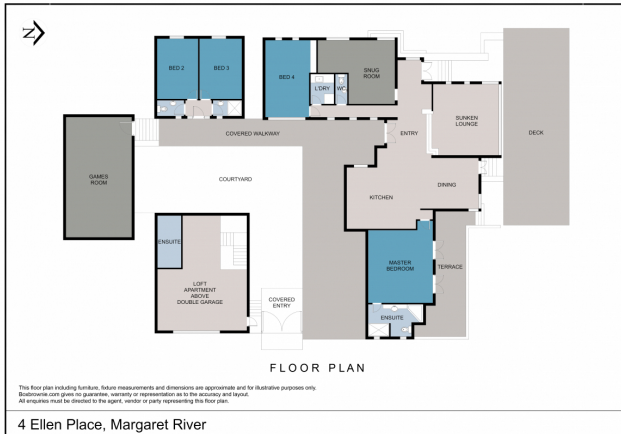 N
BED 2
BED 3
BED 4
SNUG
ROOM
L'DRY
WC
SUNKEN
LOUNGE
DECK
COVERED WALKWAY
ENTRY
GAMES
ROOM
COURTYARD
KITCHEN
DINING
ENSUITE
LOFT
APARTMENT
ABOVE
DOUBLE GARAGE
MASTER
BEDROOM
TERRACE
COVERED
ENTRY
ENSUITE
FLOOR PLAN
This floor plan including furniture, fixture measurements and dimensions are approximate and for illustrative purposes only.
Boxbrownie.com gives no guarantee, warranty or representation as to the accuracy and layout.
All enquiries must be directed to the agent, vendor or party representing this floor plan.
4 Ellen Place, Margaret River